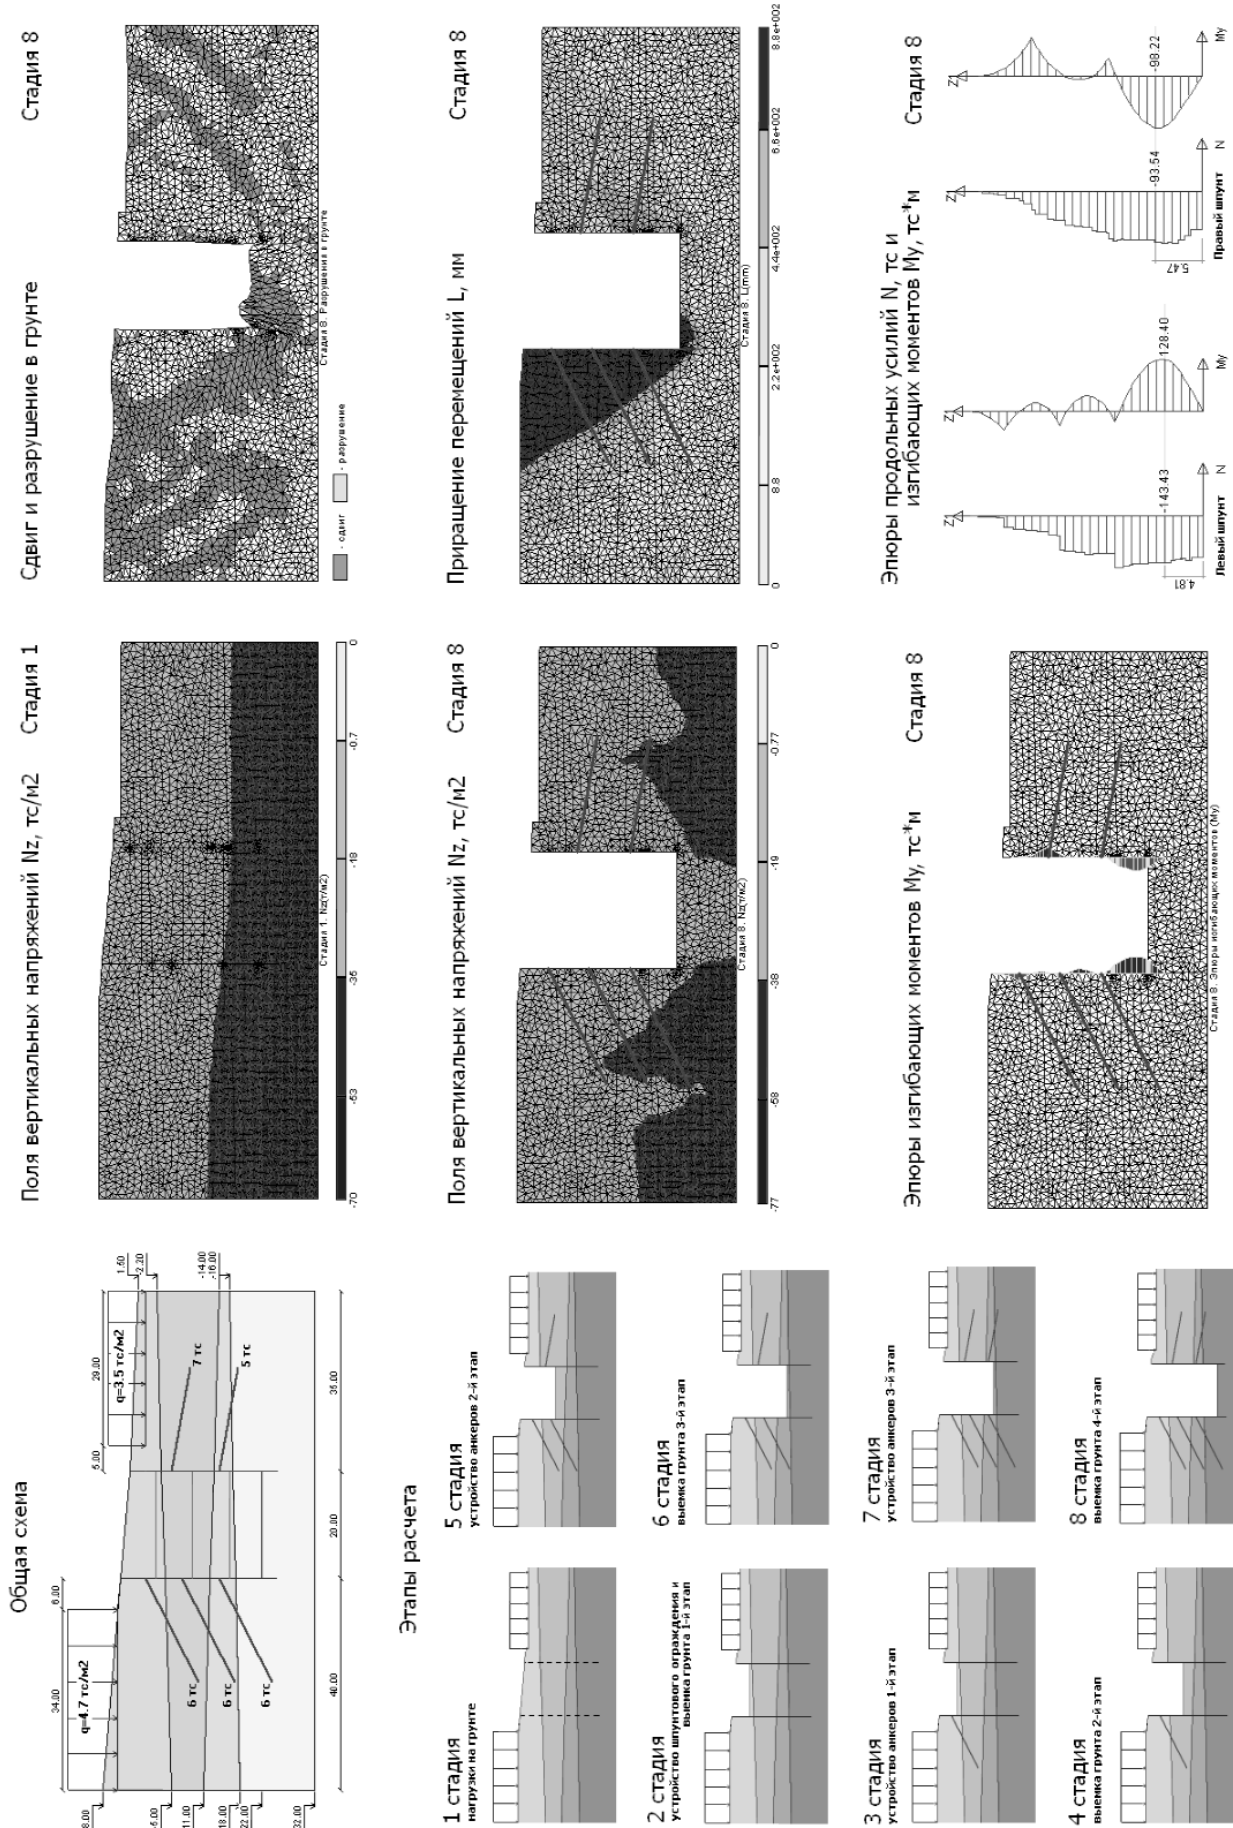 Общая схема
q=4.7 тс/м2
q=3.5 тс/м2
34.00
6.00
5.00
29.00
8.00
-6.00
11.00
18.00
22.00
32.00
1.50
-2.20
-14.00
-16.00
6 тс
6 тс
6 тс
7 тс
5 тс
40.00
20.00
35.00
Поля вертикальных напряжений Nz, тс/м2
Стадия 1
Стадия 1. Nz(т/м2)
-70
-53
-36
-18
-0.7
0
Сдвиг и разрушение в грунте
Стадия 8
Стадия 8. Разрушения в грунте
- сдвиг
- разрушение
Этапы расчета
1 стадия
нагрузки на грунте
5 стадия
устройство анкеров 2-й этап
2 стадия
устройство шпунтового ограждения и
выемка грунта 1-й этап
6 стадия
выемка грунта 3-й этап
3 стадия
устройство анкеров 1-й этап
7 стадия
устройство анкеров 3-й этап
4 стадия
выемка грунта 2-й этап
8 стадия
выемка грунта 4-й этап
Поля вертикальных напряжений Nz, тс/м2
Стадия 8
Стадия 8. Nz(т/м2)
-77
-58
-38
-19
-0.77
0
Приращение перемещений L, мм
Стадия 8
Стадия 8. L(mm)
0
8.8
2.2e+002
4.4e+002
6.6e+002
8.8e+002
Эпюры изгибающих моментов My, тс*м
Стадия 8
Стадия 8. Эпюры изгибающих моментов (My)
Эпюры продольных усилий N, тс и
изгибающих моментов My, тс*м
Стадия 8
Z
Z
Z
Z
-143.43
128.40
-93.54
-98.22
4.81
5.47
N
My
N
My
Левый шпунт
Правый шпунт